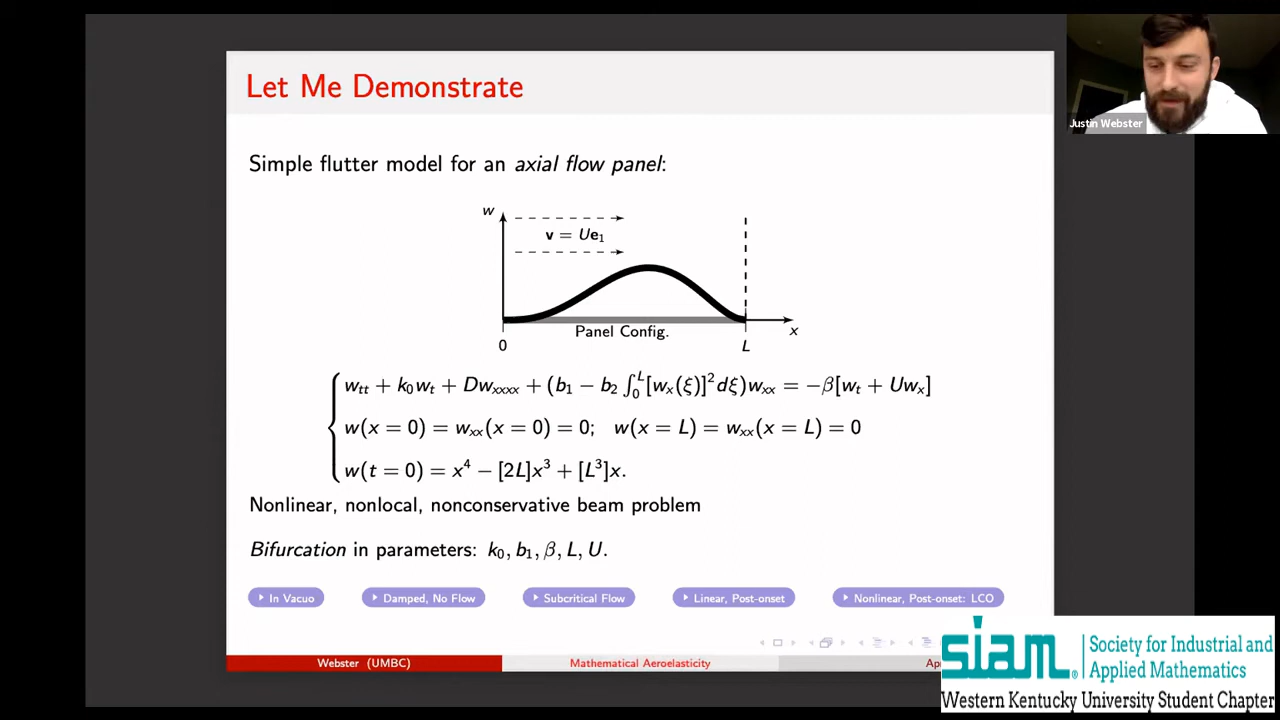 Let Me Demonstrate
Justin Webster
Simple flutter model for an axial flow panel:
w
v = Ue₁
Panel Config.
x
0
L
w_tt + k₀w_t + Dw_xxxx + (b₁ − b₂ ∫₀ᴸ[w_x(ξ)]²dξ)w_xx = −β[w_t + Uw_x]
w(x = 0) = w_xx(x = 0) = 0; w(x = L) = w_xx(x = L) = 0
w(t = 0) = x⁴ − [2L]x³ + [L³]x.
Nonlinear, nonlocal, nonconservative beam problem
Bifurcation in parameters: k₀, b₁, β, L, U.
In Vacuo
Damped, No Flow
Subcritical Flow
Linear, Post-onset
Nonlinear, Post-onset: LCO
Webster (UMBC)
Mathematical Aeroelasticity
siam®
Society for Industrial and
Applied Mathematics
Western Kentucky University Student Chapter